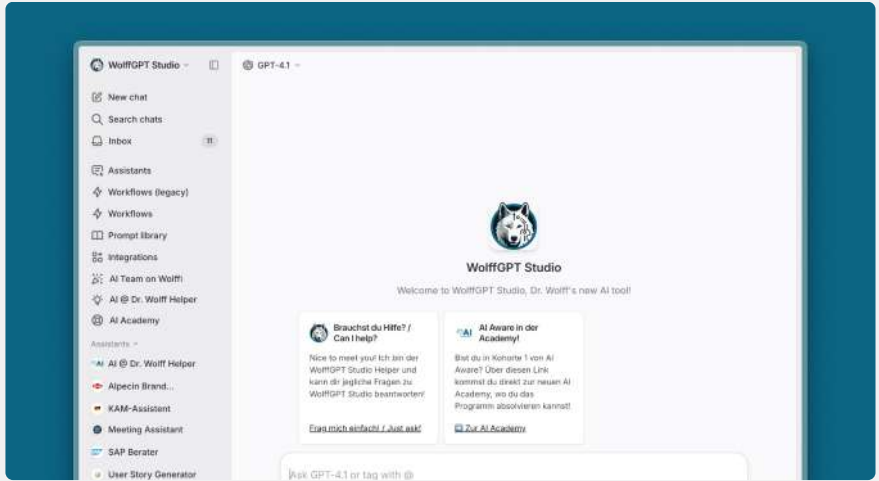 WolffGPT Studio
GPT-4.1
New chat
Search chats
Inbox
11
Assistants
Workflows (legacy)
Workflows
Prompt library
Integrations
AI Team on Wolffi
AI @ Dr. Wolff Helper
AI Academy
Assistants
AI @ Dr. Wolff Helper
Alpecin Brand...
KAM-Assistent
Meeting Assistant
SAP Berater
User Story Generator
WolffGPT Studio
Welcome to WolffGPT Studio, Dr. Wolff's new AI tool!
Brauchst du Hilfe? /
Can I help?
Nice to meet you! Ich bin der
WolffGPT Studio Helper und
kann dir jegliche Fragen zu
WolffGPT Studio beantworten!
Frag mich einfach! / Just ask!
AI
AI Aware in der
Academy!
Bist du in Kohorte 1 von AI
Aware? Über diesen Link
kommst du direkt zur neuen AI
Academy, wo du das
Programm absolvieren kannst!
Zur AI Academy
Ask GPT-4.1 or tag with @